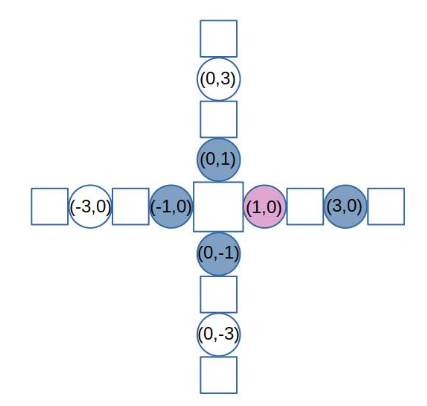 (0,3)
(0,1)
(-3,0) (-1,0) (1,0) (3,0)
(0,-1)
(0,-3)